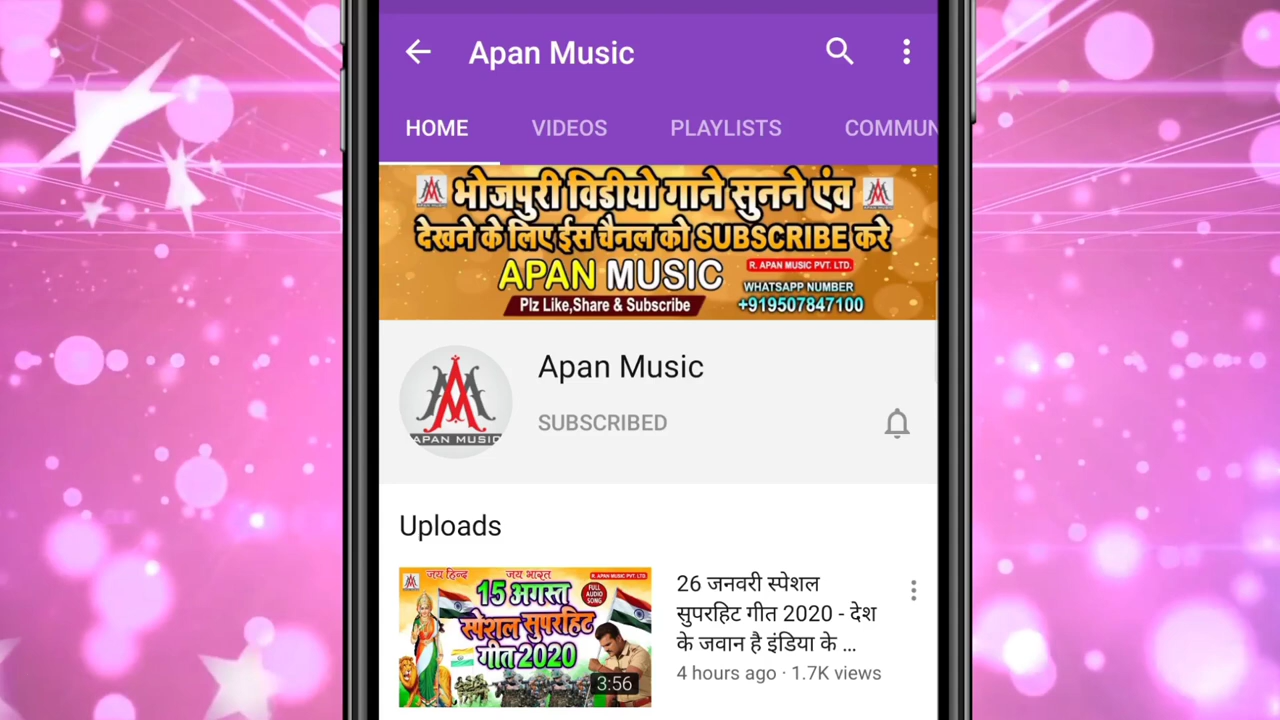 Apan Music
HOME VIDEOS PLAYLISTS COMMUN
भोजपुरी विडीयो गाने सुनने एंव
देखने के लिए ईस चैनल को SUBSCRIBE करे
APAN MUSIC
R. APAN MUSIC PVT. LTD.
WHATSAPP NUMBER
+919507847100
Plz Like,Share & Subscribe
Apan Music
SUBSCRIBED
APAN MUSIC
Uploads
जय हिन्द जय भारत
R. APAN MUSIC PVT. LTD
15 अगस्त
FULL
AUDIO
SONG
स्पेशल सुपरहिट
गीत 2020
3:56
26 जनवरी स्पेशल
सुपरहिट गीत 2020 - देश
के जवान है इंडिया के ...
4 hours ago · 1.7K views